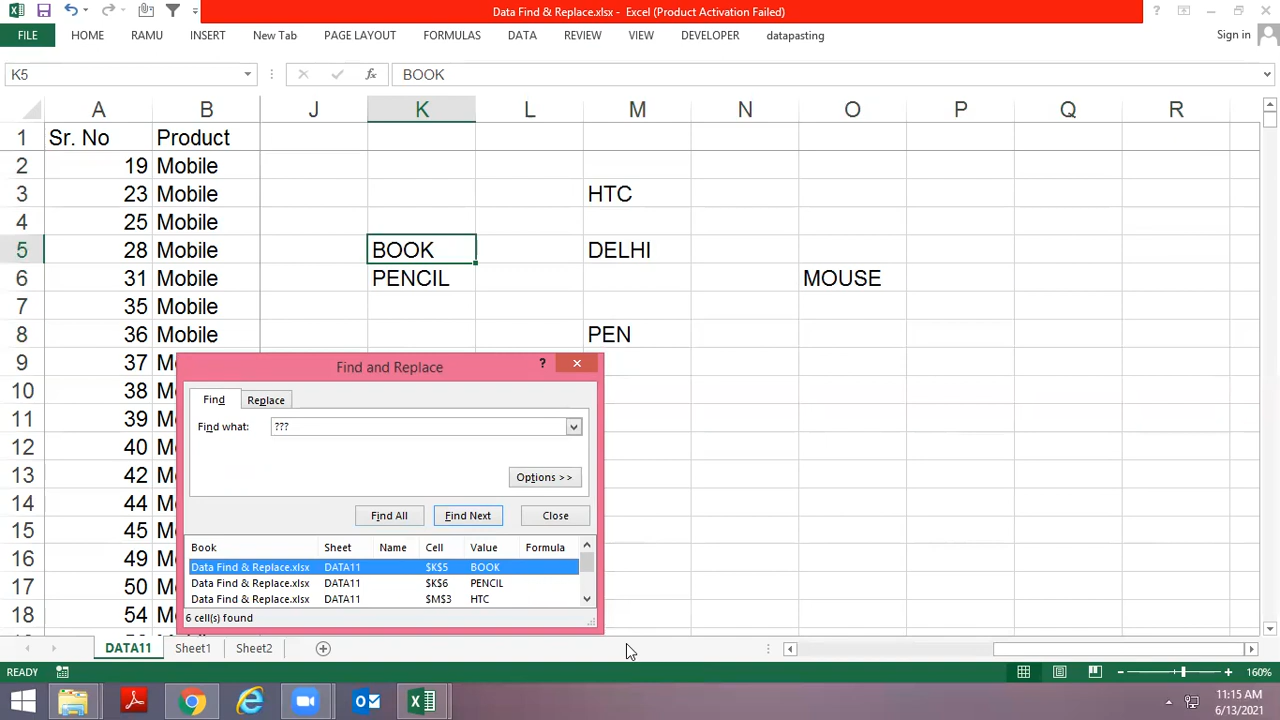 Data Find & Replace.xlsx - Excel (Product Activation Failed)
FILE HOME RAMU INSERT New Tab PAGE LAYOUT FORMULAS DATA REVIEW VIEW DEVELOPER datapasting Sign in
K5 fx BOOK
A B J K L M N O P Q R
1 Sr. No Product
2 19 Mobile
3 23 Mobile HTC
4 25 Mobile
5 28 Mobile BOOK DELHI
6 31 Mobile PENCIL MOUSE
7 35 Mobile
8 36 Mobile PEN
9 37
10 38
11 39
12 40
13 42
14 44
15 45
16 49
17 50
18 54
Find and Replace ?
Find Replace
Find what: ???
Options >>
Find All Find Next Close
Book Sheet Name Cell Value Formula
Data Find & Replace.xlsx DATA11 $K$5 BOOK
Data Find & Replace.xlsx DATA11 $K$6 PENCIL
Data Find & Replace.xlsx DATA11 $M$3 HTC
6 cell(s) found
DATA11 Sheet1 Sheet2
READY 160%
11:15 AM
6/13/2021